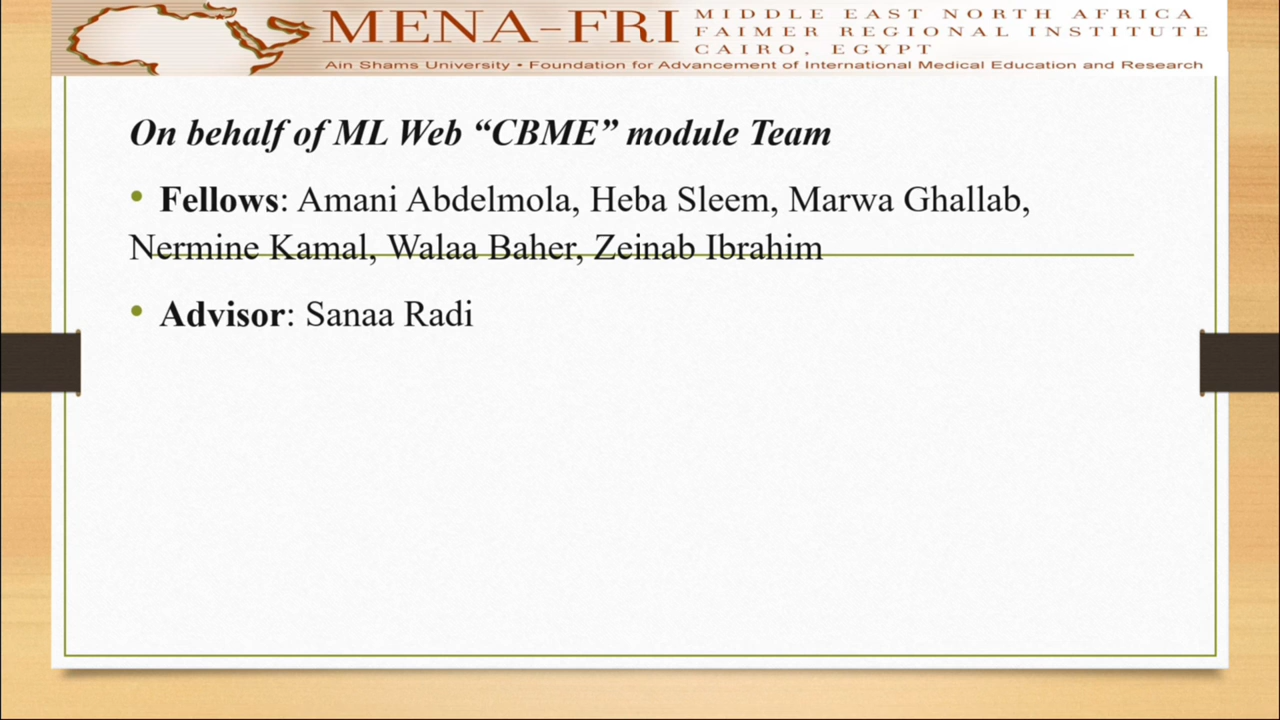 MENA-FRI
MIDDLE EAST NORTH AFRICA
FAIMER REGIONAL INSTITUTE
CAIRO, EGYPT
Ain Shams University • Foundation for Advancement of International Medical Education and Research
On behalf of ML Web “CBME” module Team
• Fellows: Amani Abdelmola, Heba Sleem, Marwa Ghallab,
Nermine Kamal, Walaa Baher, Zeinab Ibrahim
• Advisor: Sanaa Radi